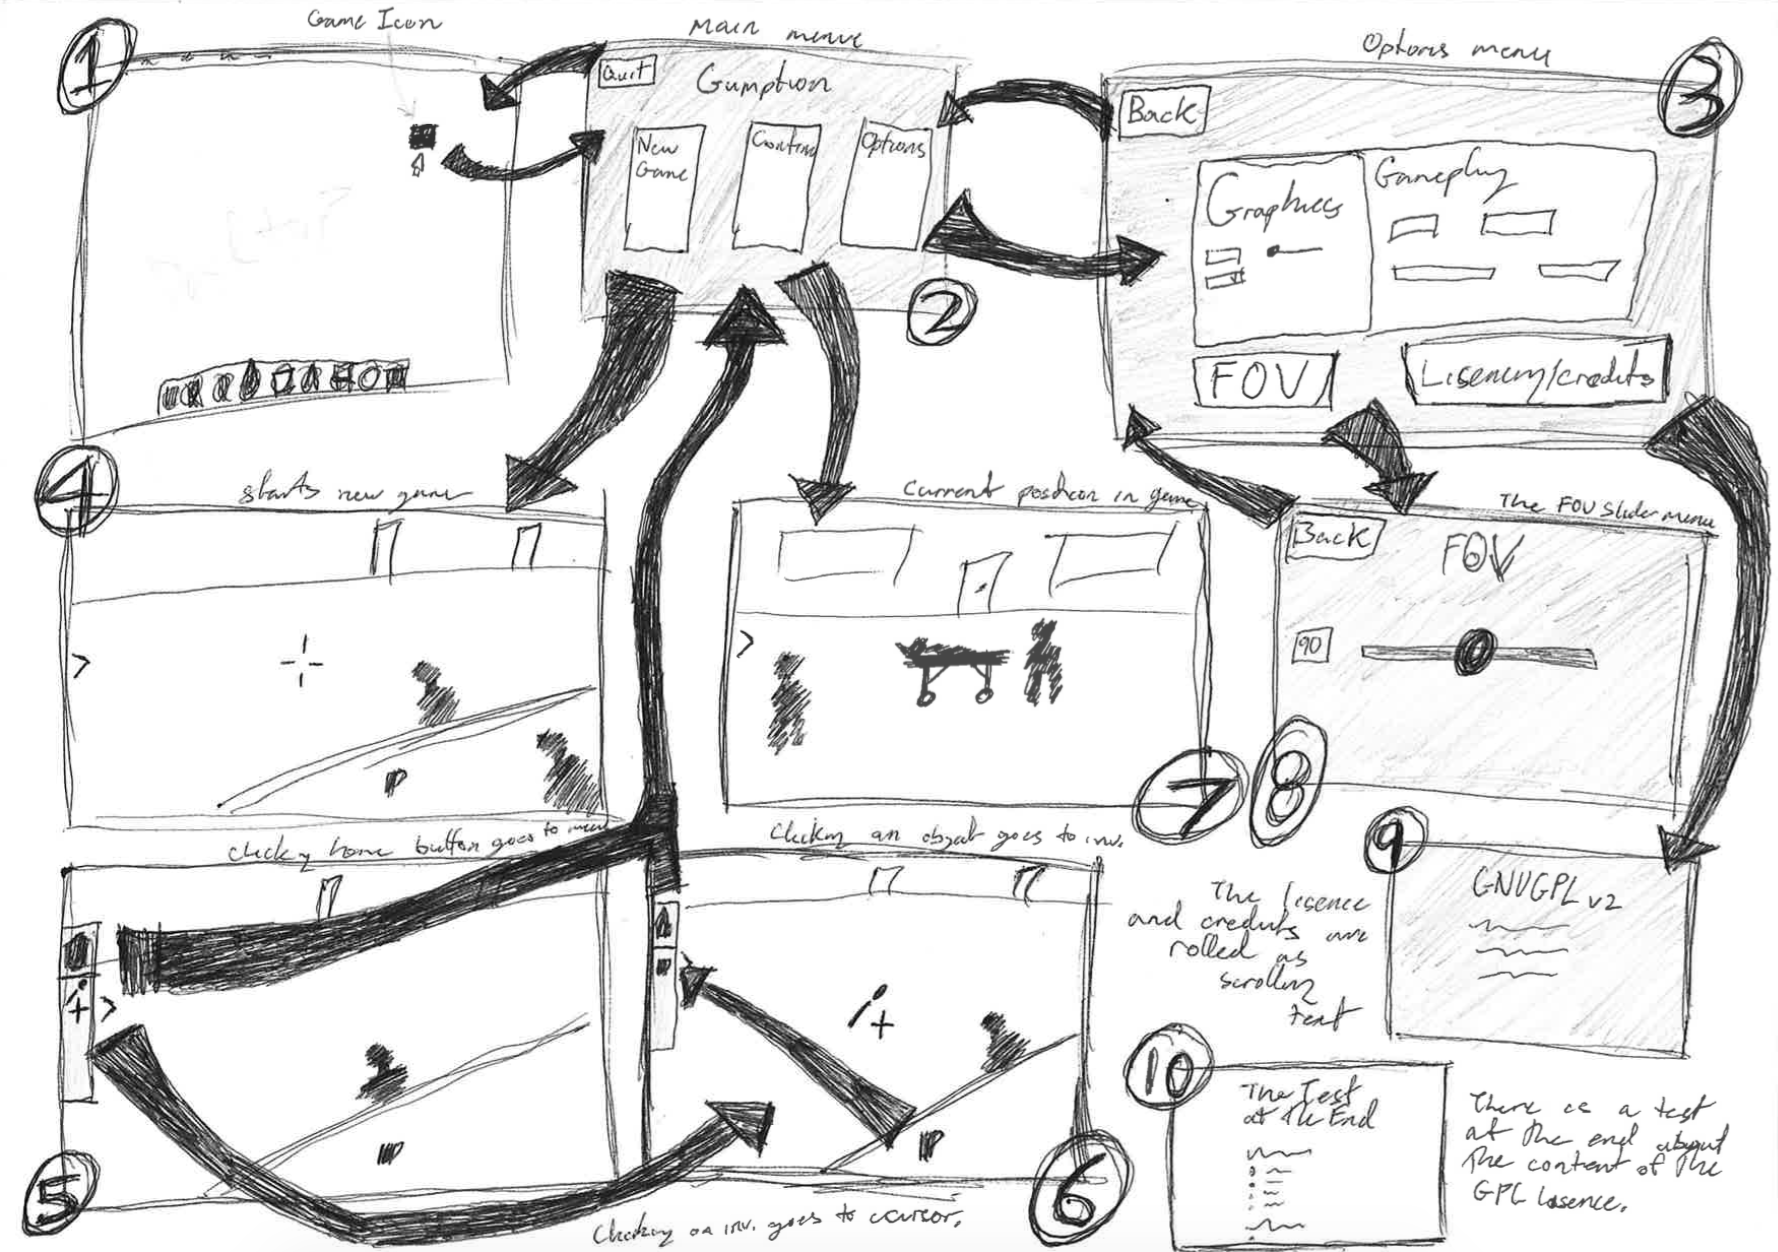 1
Game Icon
Main menue
Quit
Gumption
New
Game
Contin
Options
2
Options menu
3
Back
Graphiccs
Gameplay
FOV
Lisencing/credits
4
starts new game
Current position in game
7
The FOV slider menu
Back
FOV
90
8
clicking home button goes to menu
5
Clicking an object goes to inv.
6
Clicking on inv. goes to cursor.
9
GNUGPL v2
The lisence
and credits are
rolled as
scrolling
text
10
The Test
at the End
There is a test
at the end about
the content of the
GPL lisence.